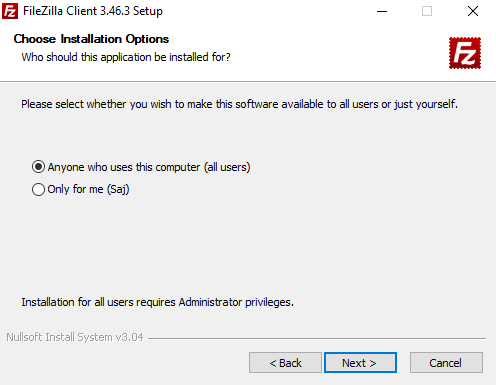 FileZilla Client 3.46.3 Setup
Choose Installation Options
Who should this application be installed for?
Fz
Please select whether you wish to make this software available to all users or just yourself.
Anyone who uses this computer (all users)
Only for me (Saj)
Installation for all users requires Administrator privileges.
Nullsoft Install System v3.04
< Back Next > Cancel